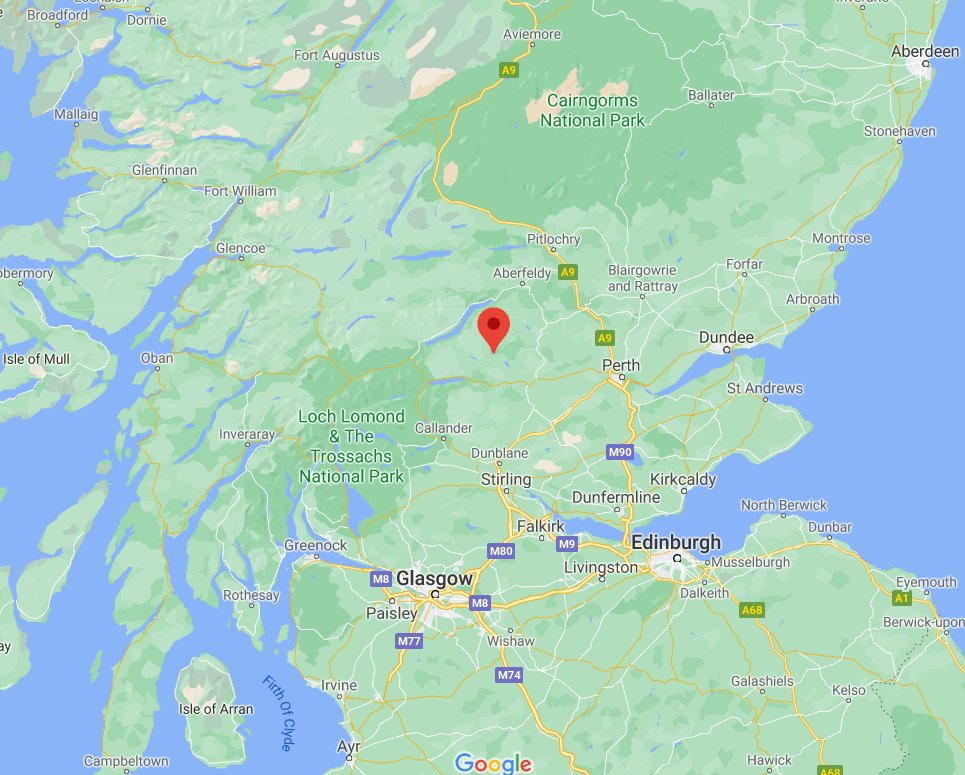 Broadford
Dornie
Aviemore
Fort Augustus
A9
Aberdeen
Cairngorms
National Park
Ballater
Mallaig
Stonehaven
Glenfinnan
Fort William
Glencoe
Pitlochry
Montrose
obermory
Aberfeldy
A9
Blairgowrie
and Rattray
Forfar
Arbroath
A9
Dundee
Isle of Mull
Oban
Perth
St Andrews
Loch Lomond
& The
Trossachs
National Park
Callander
Inveraray
Dunblane
M90
Stirling
Kirkcaldy
Dunfermline
North Berwick
Falkirk
Dunbar
Greenock
M80
M9
Edinburgh
Musselburgh
Livingston
M8
Glasgow
Eyemouth
Rothesay
Dalkeith
A1
M8
Paisley
A68
Berwick-upon
M77
Wishaw
ay
M74
Irvine
Galashiels
Kelso
Isle of Arran
Firth Of Clyde
Ayr
Campbeltown
Google
Hawick
A68